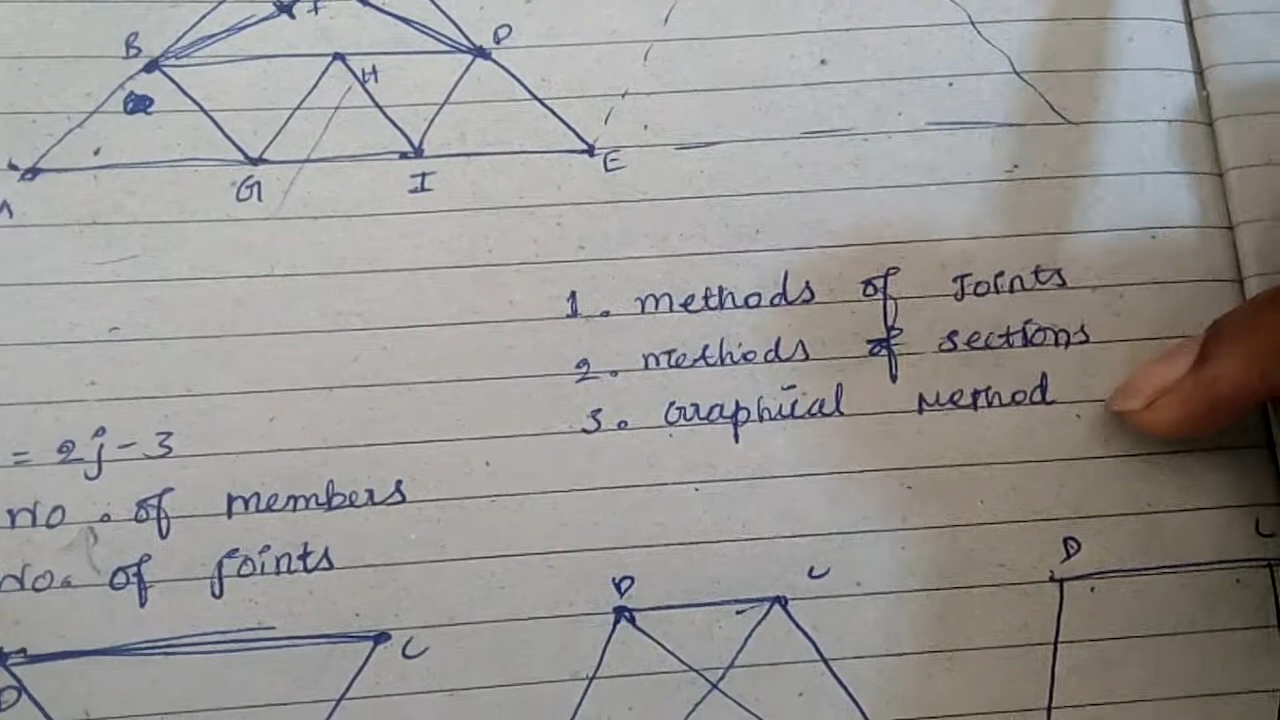 B
D
H
A
G
I
E
1. methods of Joints
2. methods of sections
3. Graphical Method
= 2j-3
No. of members
No. of joints
D C
D C
C
D